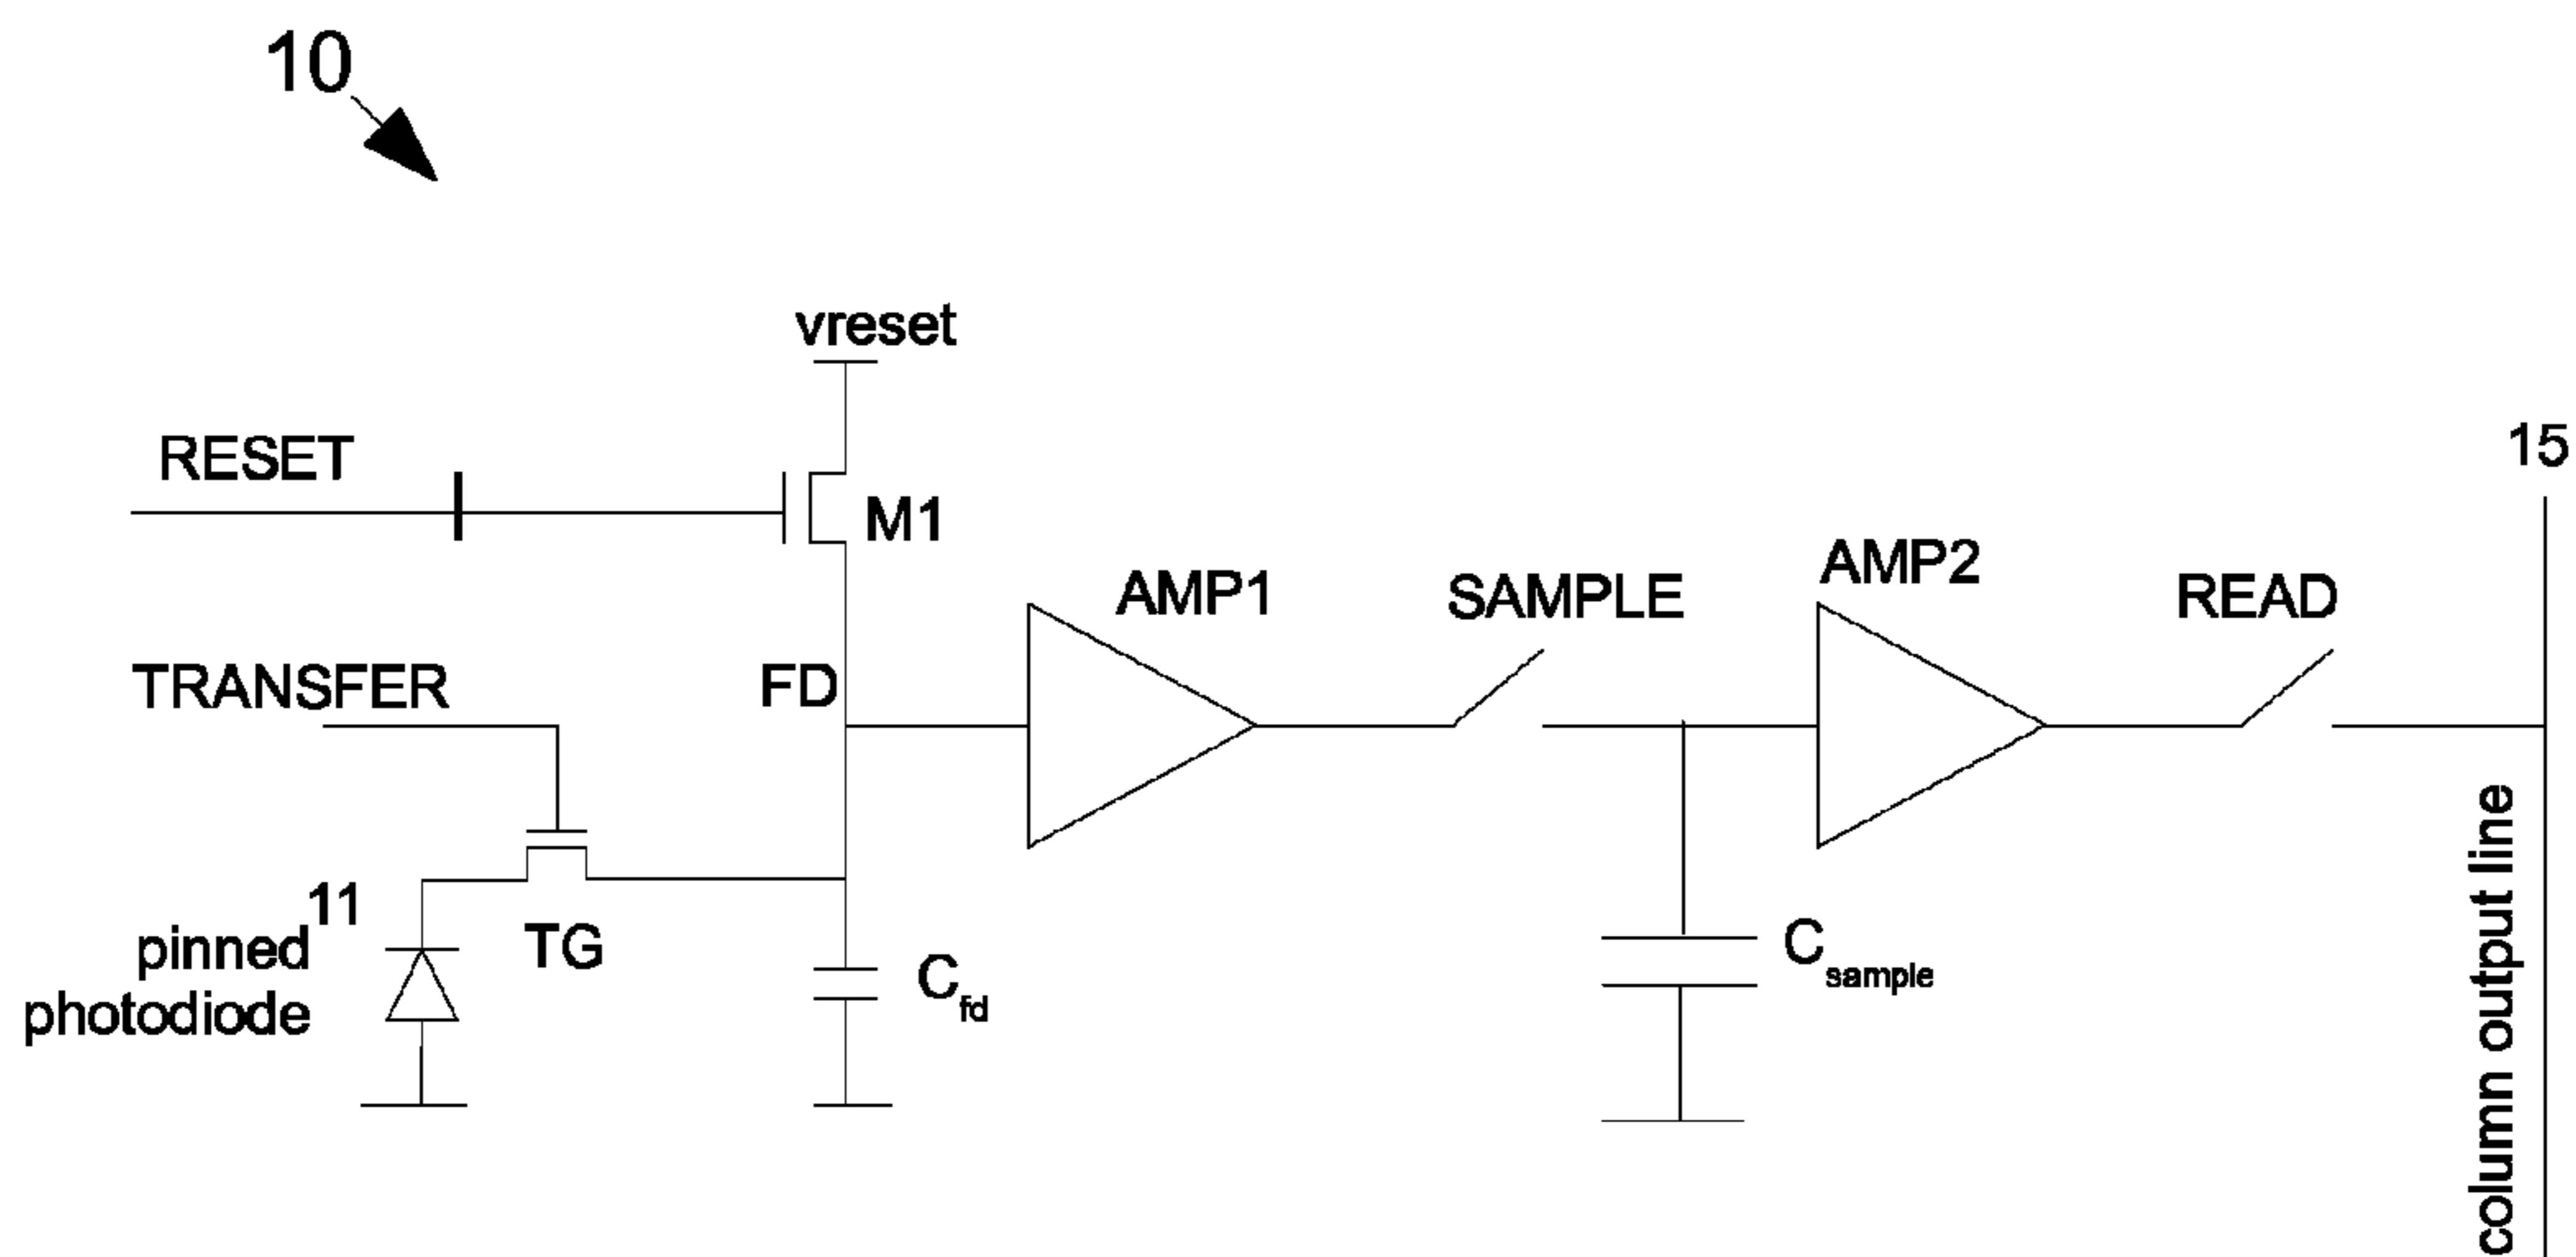 10
vreset
RESET
M1
15
AMP1
SAMPLE
AMP2
READ
TRANSFER
FD
11
pinned
photodiode
TG
Cfd
Csample
column output line